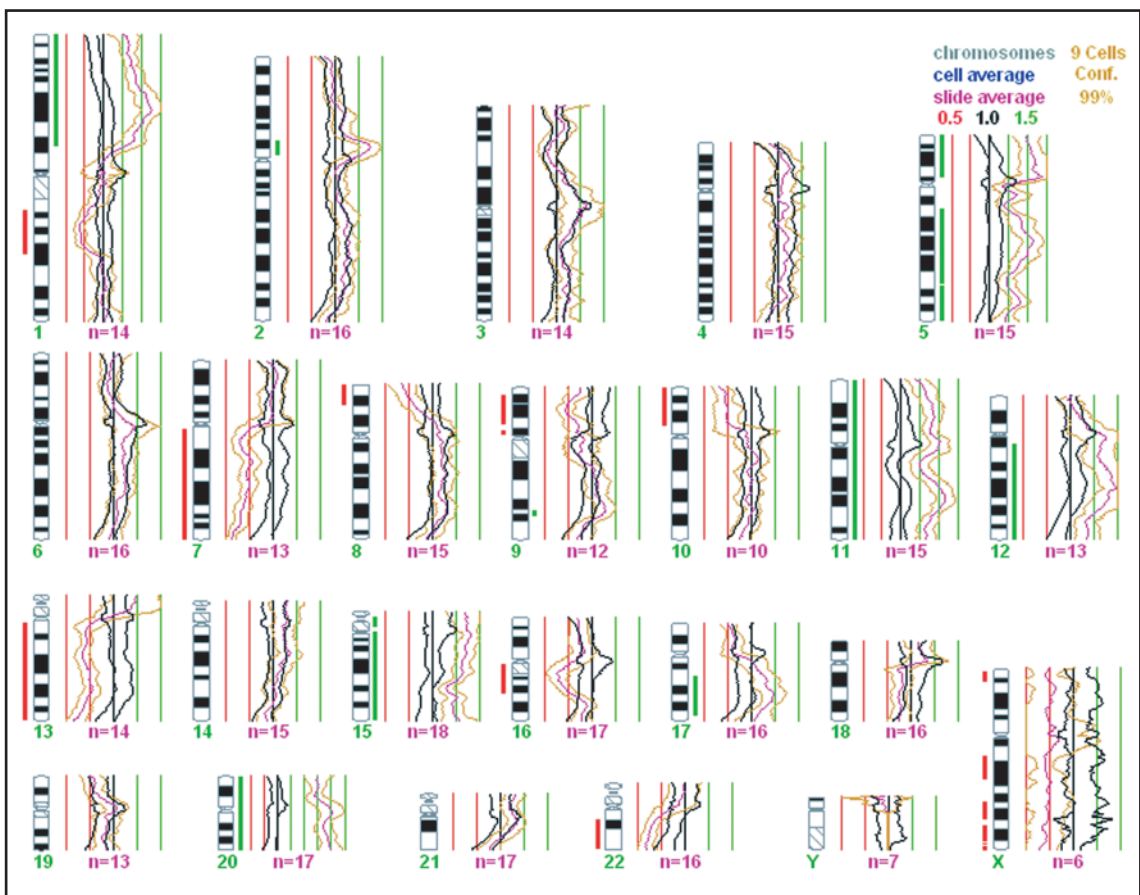 chromosomes 9 Cells
cell average Conf.
slide average 99%
0.5 1.0 1.5
1 n=14
2 n=16
3 n=14
4 n=15
5 n=15
6 n=16
7 n=13
8 n=15
9 n=12
10 n=10
11 n=15
12 n=13
13 n=14
14 n=15
15 n=18
16 n=17
17 n=16
18 n=16
19 n=13
20 n=17
21 n=17
22 n=16
Y n=7
X n=6